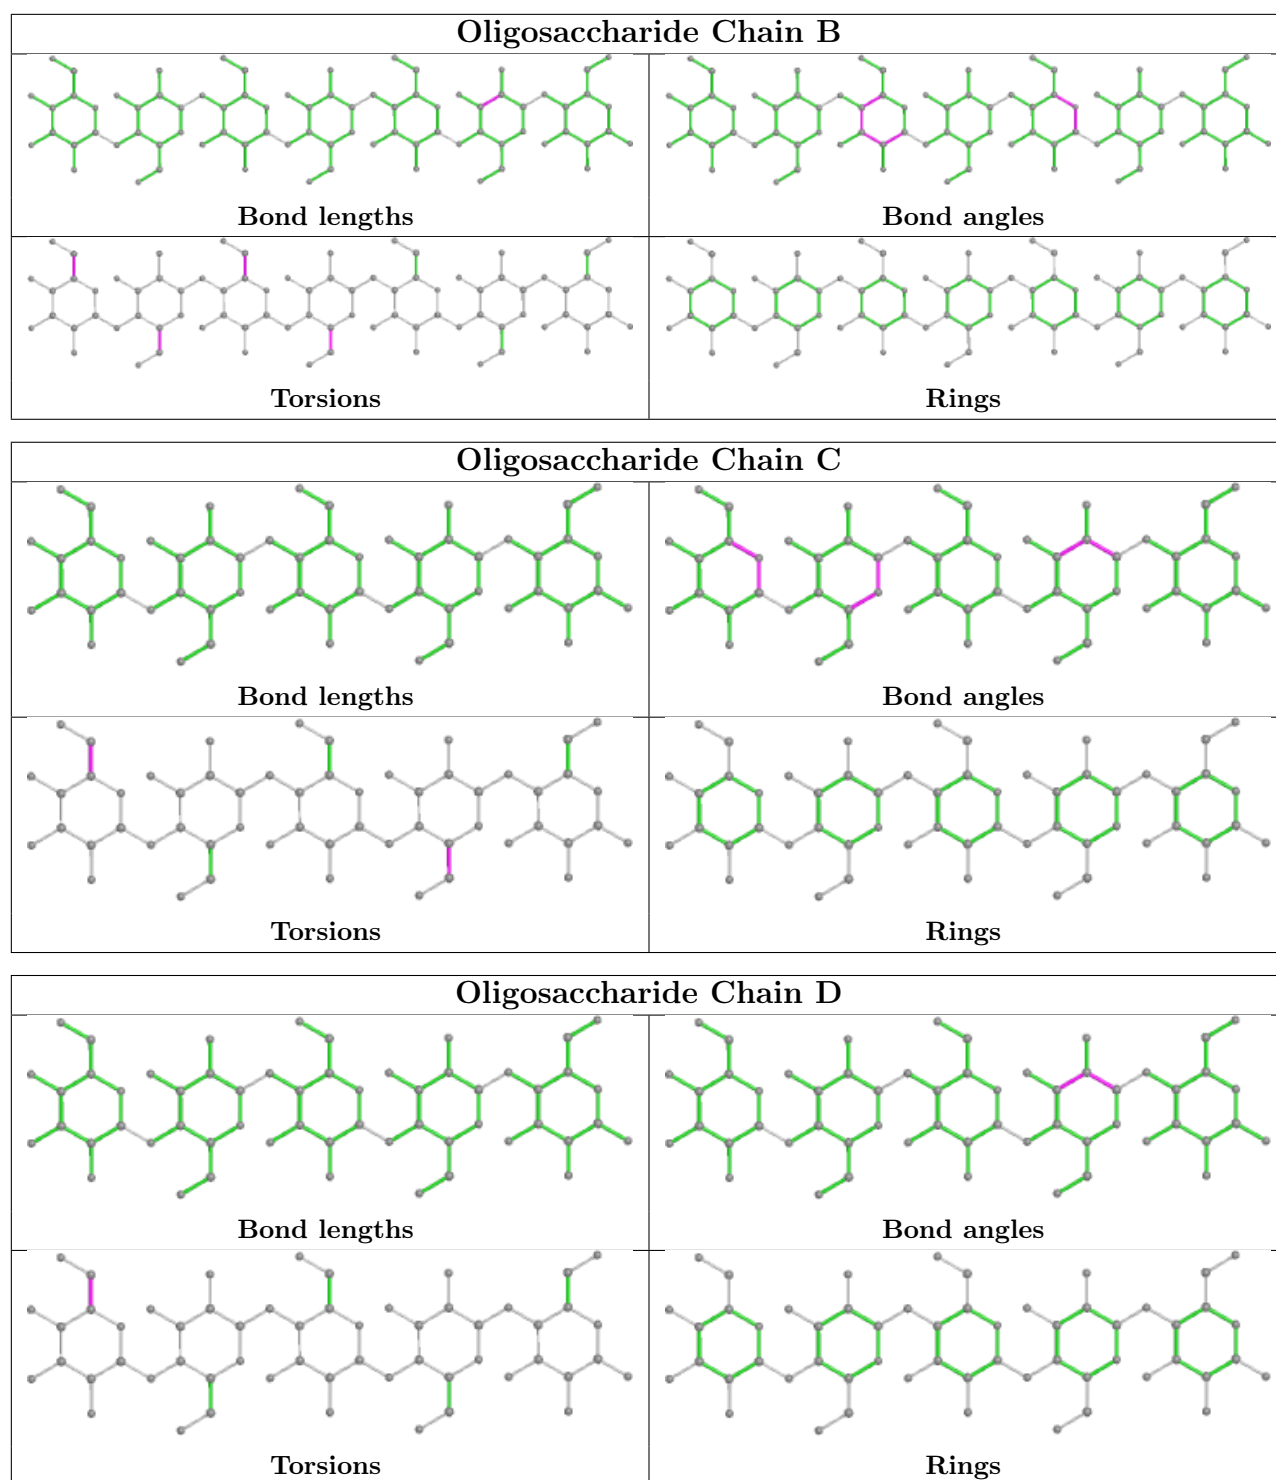 Oligosaccharide Chain B
Bond lengths
Bond angles
Torsions
Rings
Oligosaccharide Chain C
Bond lengths
Bond angles
Torsions
Rings
Oligosaccharide Chain D
Bond lengths
Bond angles
Torsions
Rings